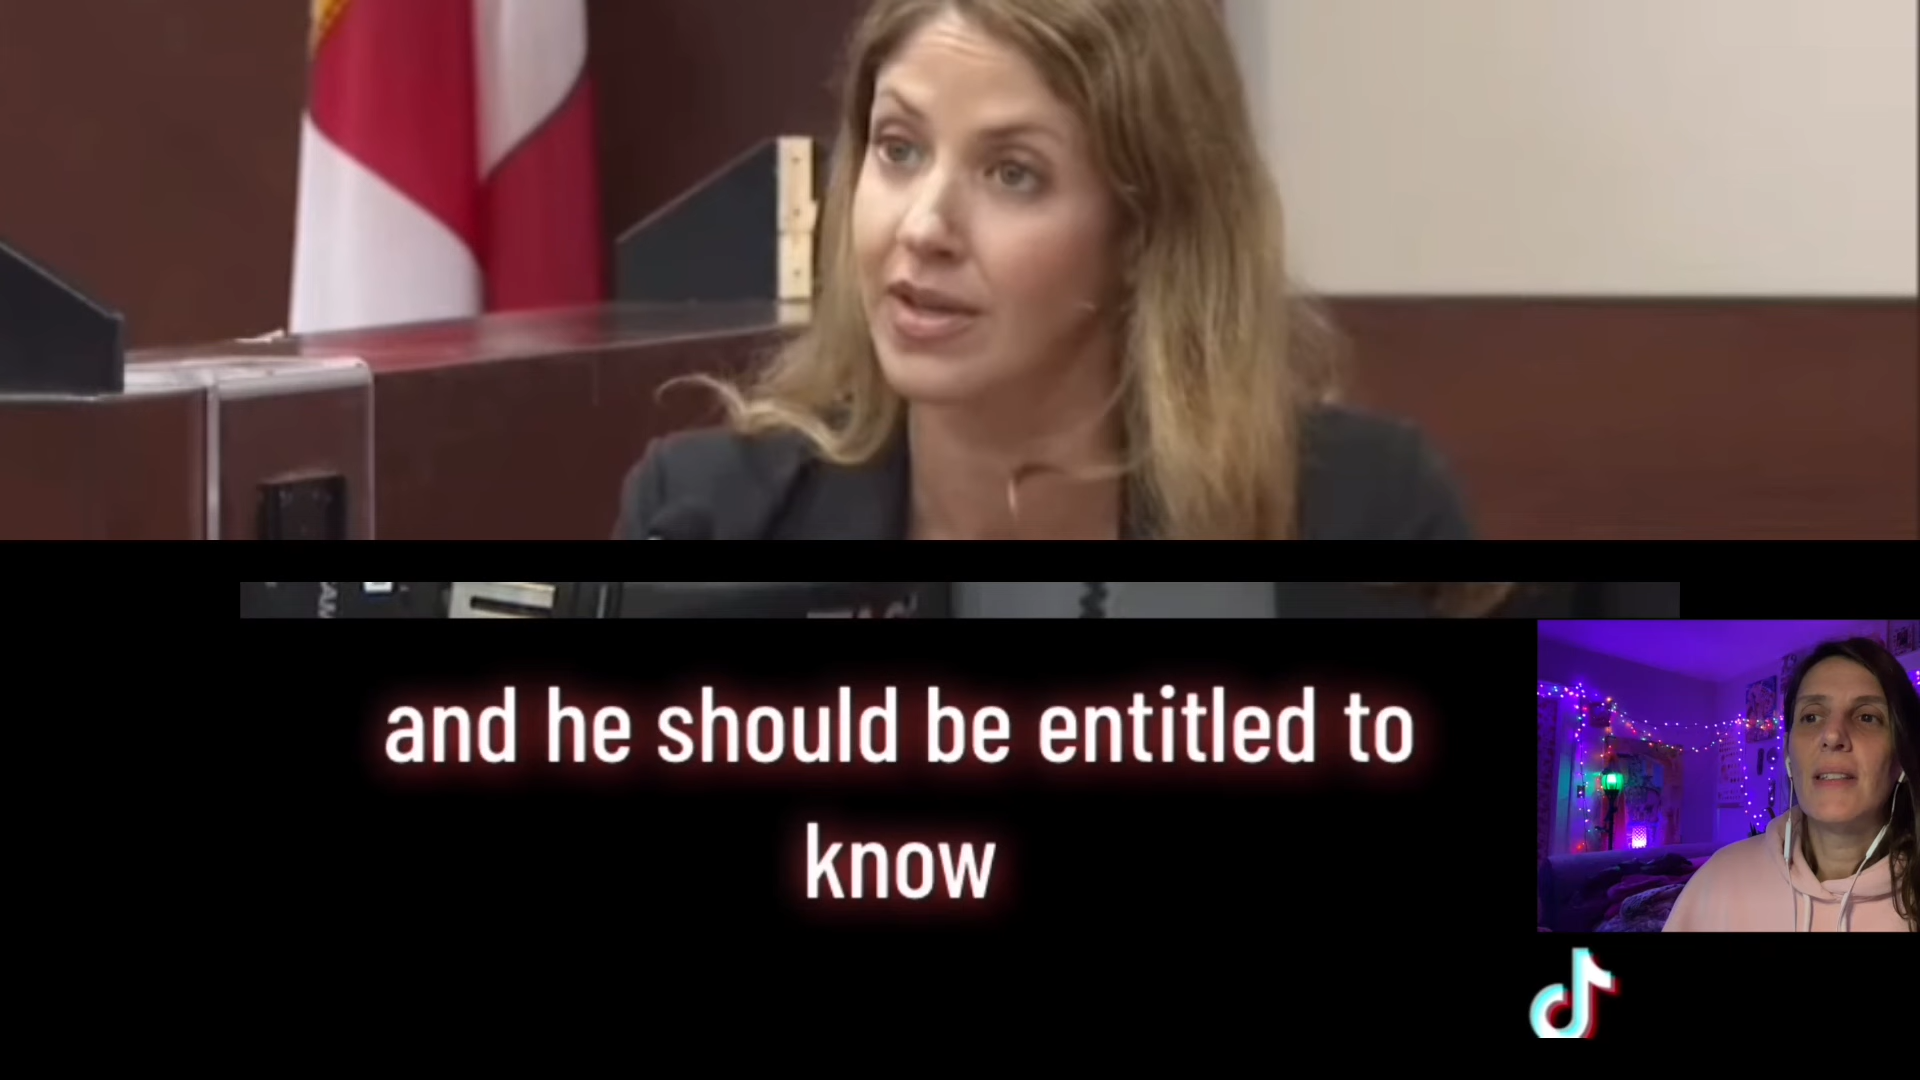 and he should be entitled to
know